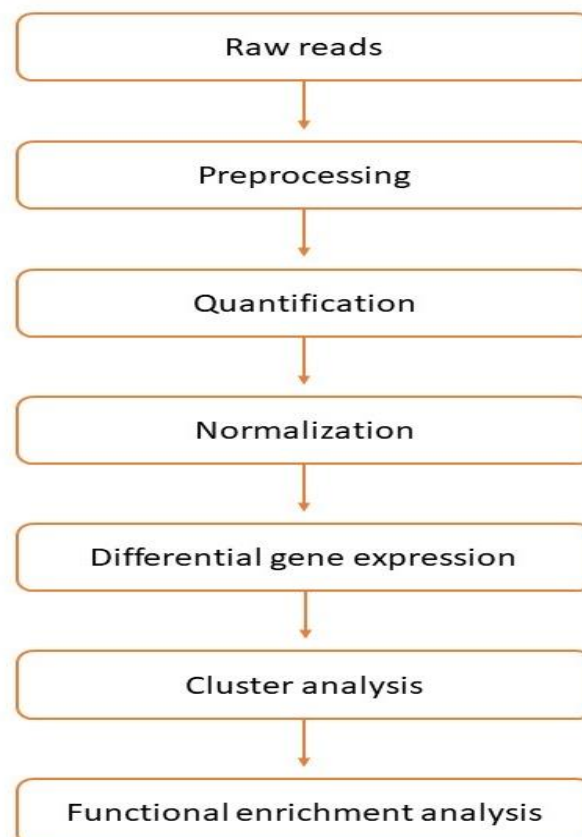 Raw reads
Preprocessing
Quantification
Normalization
Differential gene expression
Cluster analysis
Functional enrichment analysis